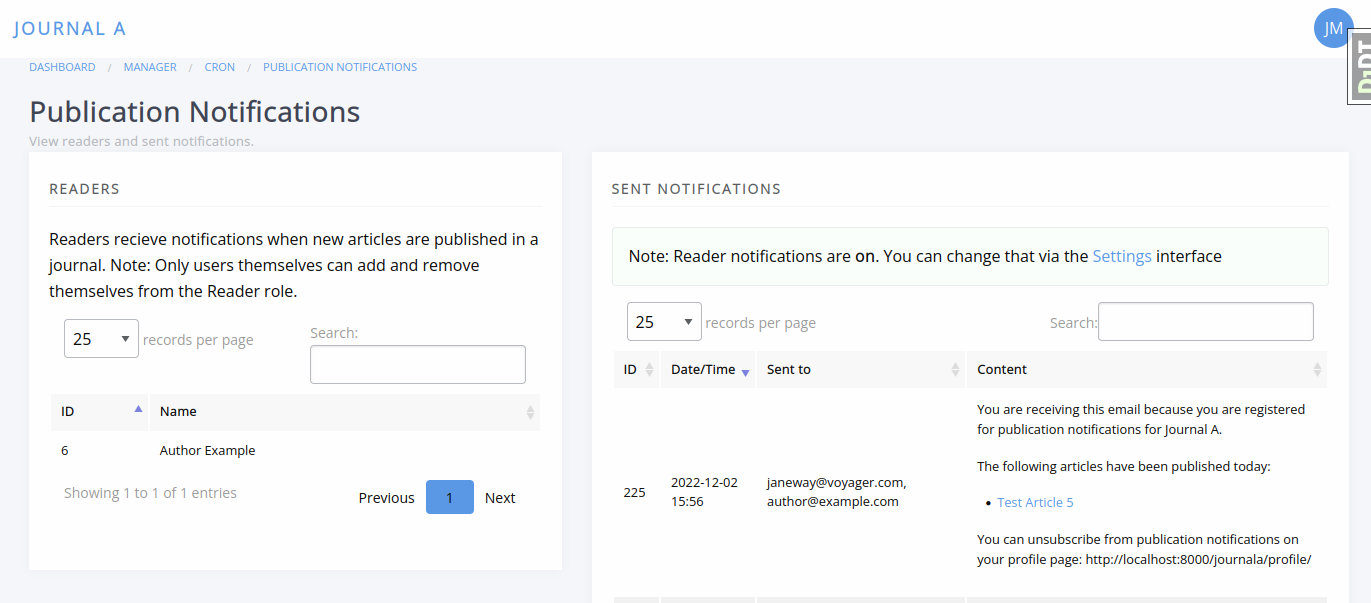 JOURNAL A
JM
DjDT
DASHBOARD / MANAGER / CRON / PUBLICATION NOTIFICATIONS
Publication Notifications
View readers and sent notifications.
READERS
Readers recieve notifications when new articles are published in a
journal. Note: Only users themselves can add and remove
themselves from the Reader role.
25 records per page
Search:
ID Name
6 Author Example
Showing 1 to 1 of 1 entries
Previous 1 Next
SENT NOTIFICATIONS
Note: Reader notifications are on. You can change that via the Settings interface
25 records per page
Search:
ID Date/Time Sent to Content
225
2022-12-02
15:56
janeway@voyager.com,
author@example.com
You are receiving this email because you are registered
for publication notifications for Journal A.
The following articles have been published today:
• Test Article 5
You can unsubscribe from publication notifications on
your profile page: http://localhost:8000/journala/profile/